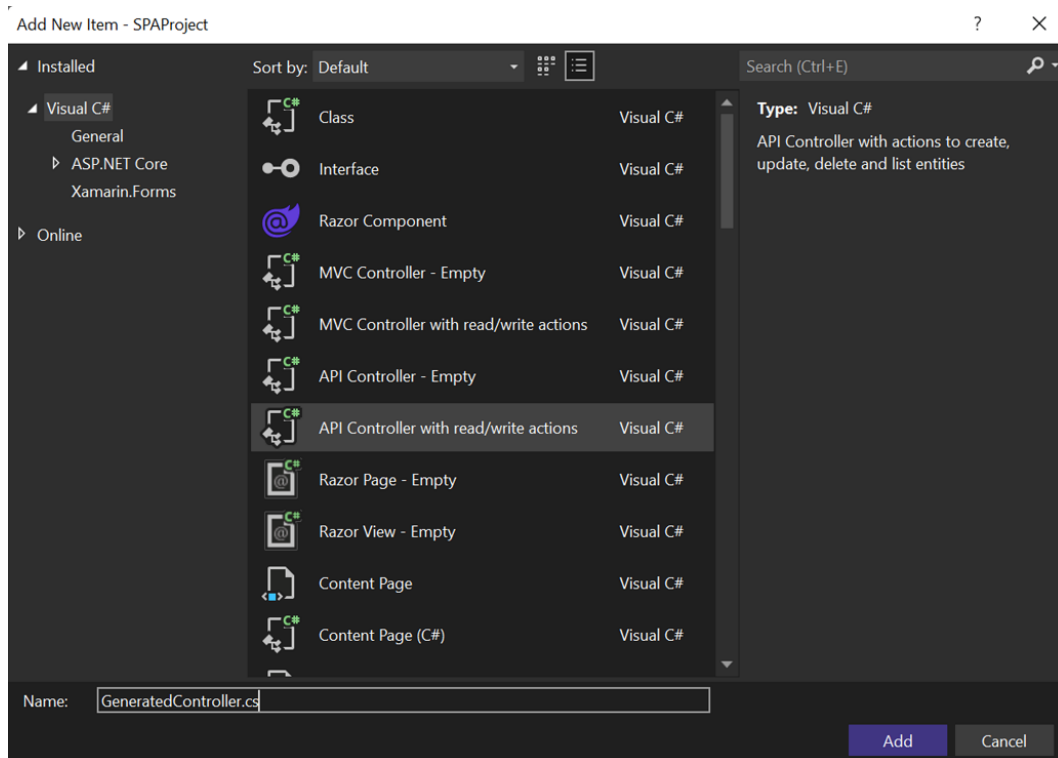 Add New Item - SPAProject
?
Installed
Sort by: Default
Search (Ctrl+E)
Visual C#
General
ASP.NET Core
Xamarin.Forms
Online
C# Class Visual C#
Interface Visual C#
@ Razor Component Visual C#
C# MVC Controller - Empty Visual C#
C# MVC Controller with read/write actions Visual C#
C# API Controller - Empty Visual C#
C# API Controller with read/write actions Visual C#
C# @ Razor Page - Empty Visual C#
C# @ Razor View - Empty Visual C#
Content Page Visual C#
C# Content Page (C#) Visual C#
Type: Visual C#
API Controller with actions to create,
update, delete and list entities
Name: GeneratedController.cs
Add Cancel